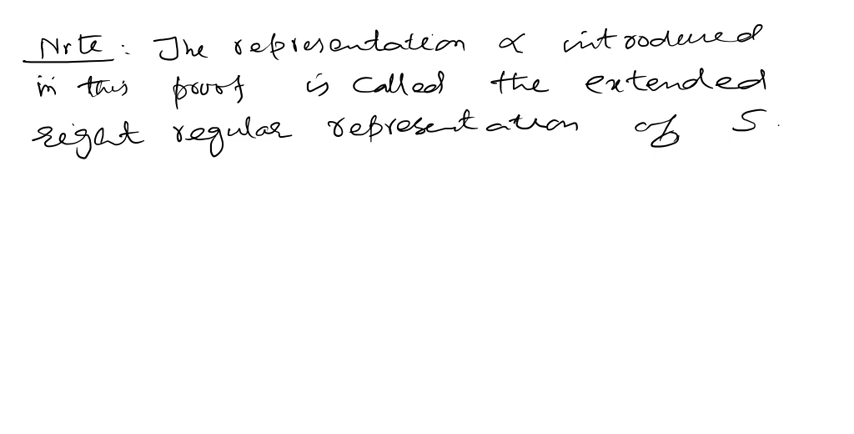 Note: The representation α introduced
in this proof is called the extended
right regular representation of S.